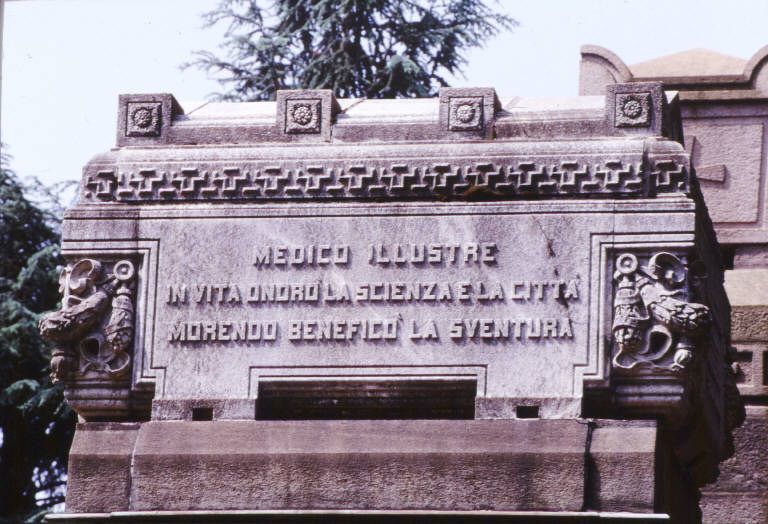 MEDICO ILLUSTRE
IN VITA ONORÒ LA SCIENZA E LA CITTÀ
MORENDO BENEFICÒ LA SVENTURA